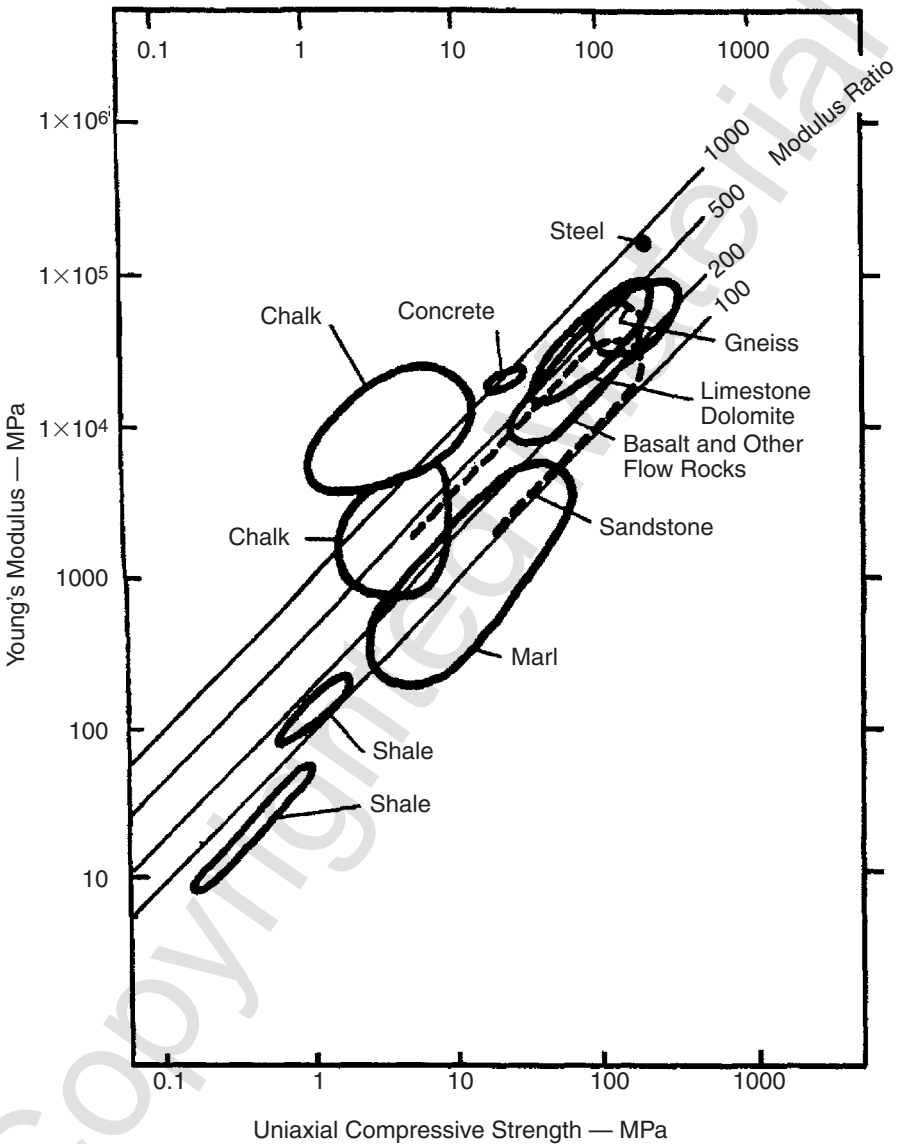 0.1 1 10 100 1000
Modulus Ratio
1×10⁶
1000
500
Steel
200
1×10⁵
100
Chalk
Concrete
Gneiss
Limestone
Dolomite
1×10⁴
Basalt and Other
Flow Rocks
Sandstone
Chalk
1000
Marl
100
Shale
Shale
10
Young's Modulus — MPa
0.1 1 10 100 1000
Uniaxial Compressive Strength — MPa
Copyrighted Material